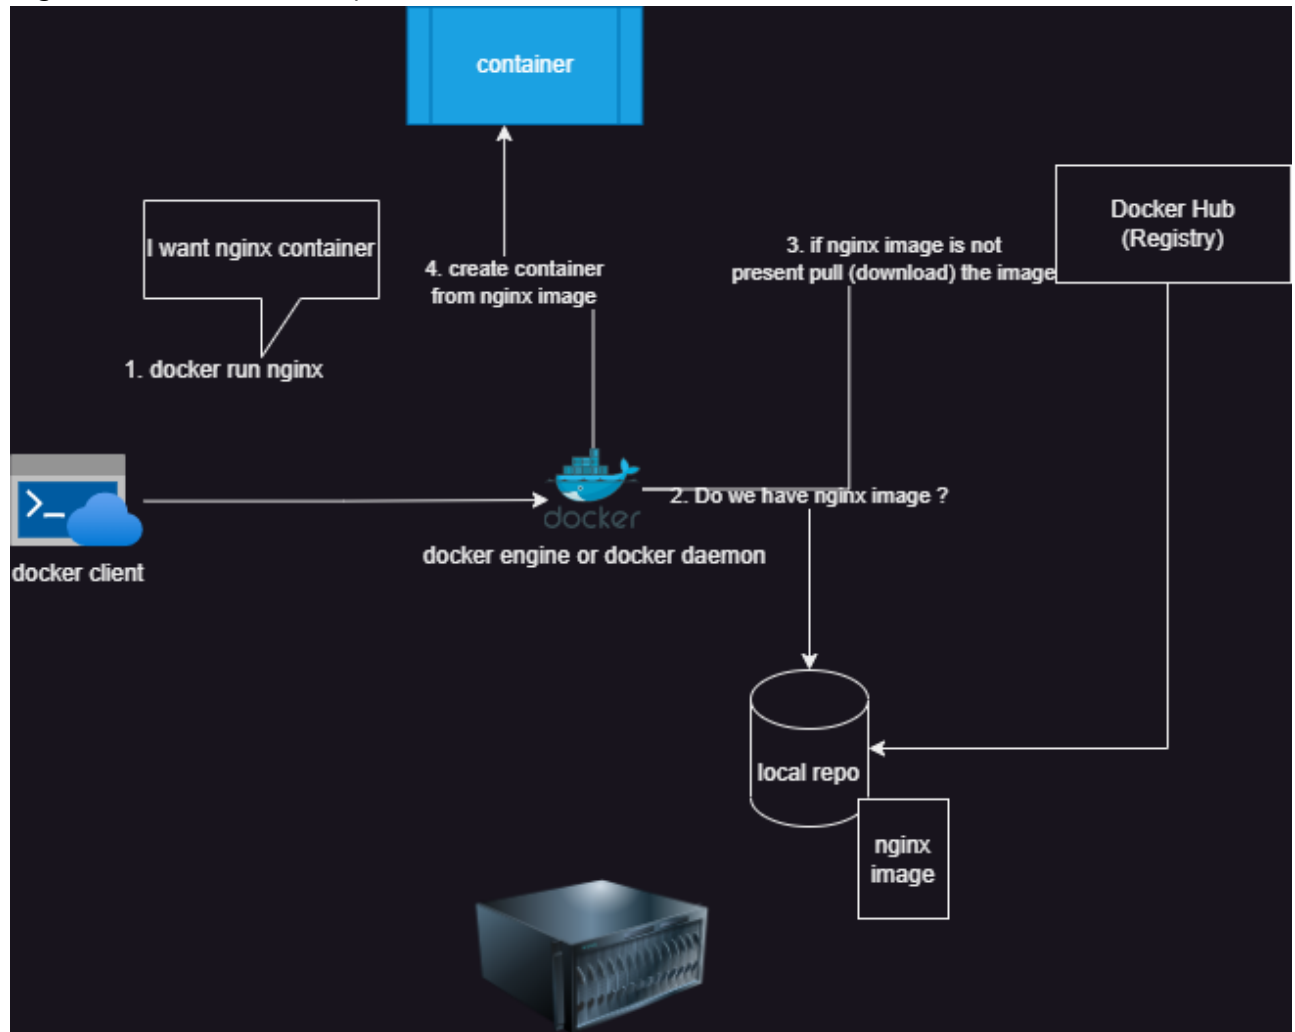 container
I want nginx container
1. docker run nginx
4. create container
from nginx image
3. if nginx image is not
present pull (download) the image
Docker Hub
(Registry)
>_
docker client
docker
docker engine or docker daemon
2. Do we have nginx image ?
local repo
nginx
image